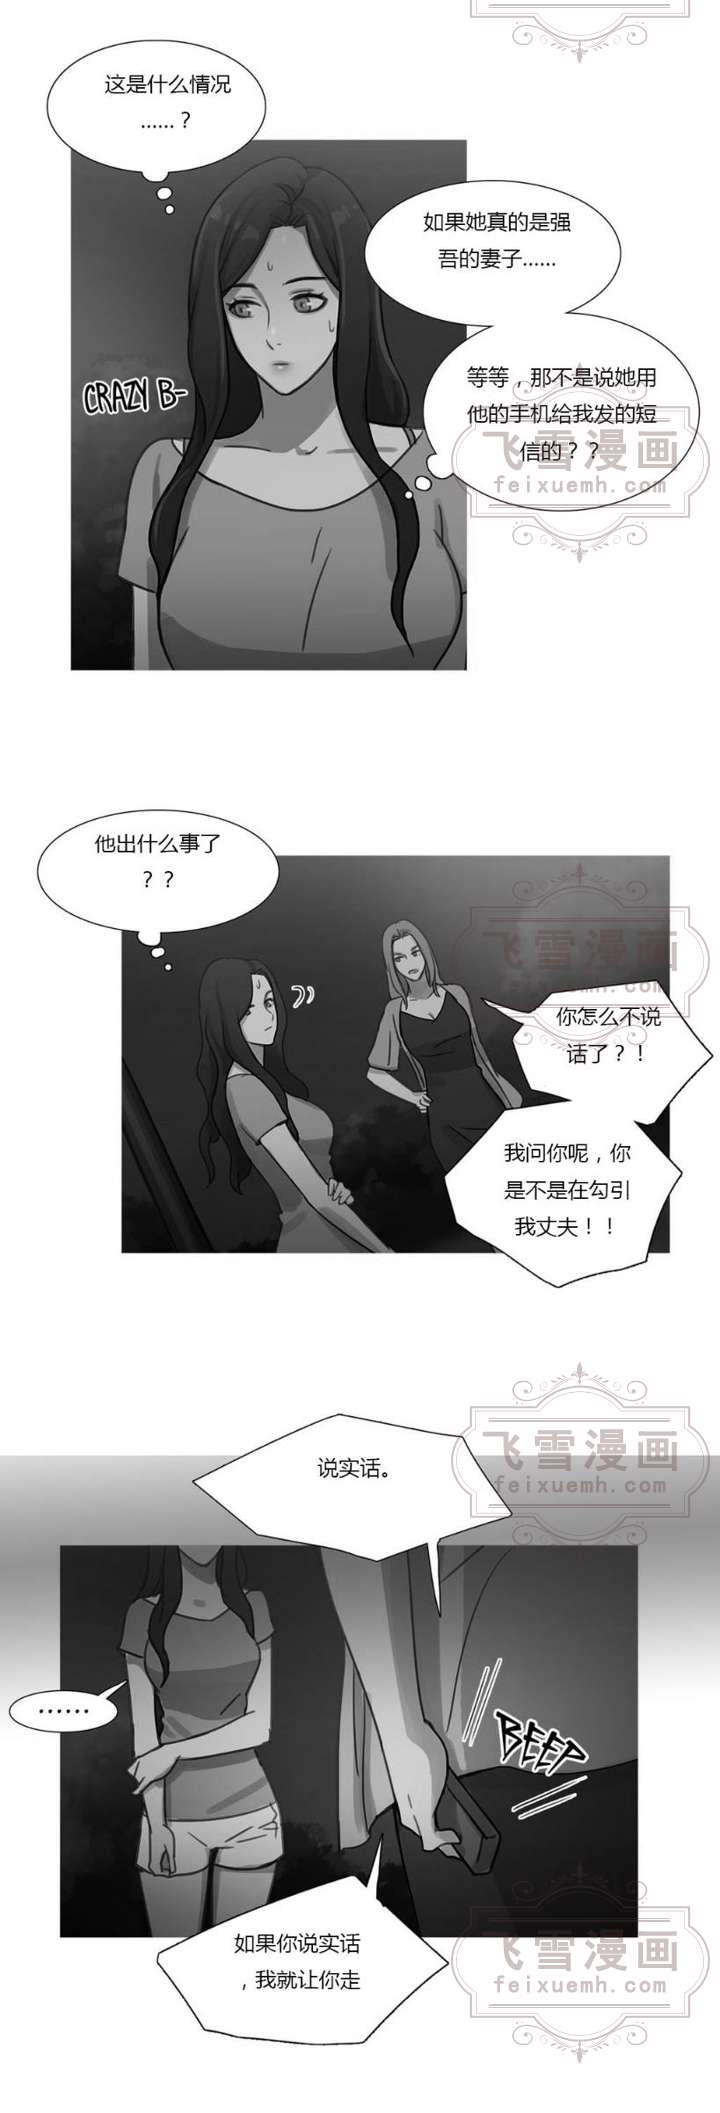 这是什么情况
……？
如果她真的是强
吾的妻子……
等等，那不是说她用
他的手机给我发的短
信的？？
CRAZY B-
飞雪漫画
feixuemh.com
他出什么事了
？？
飞雪漫画
feixuemh.com
你怎么不说
话了？！
我问你呢，你
是不是在勾引
我丈夫！！
飞雪漫画
feixuemh.com
说实话。
……
BEEP
如果你说实话
，我就让你走
飞雪漫画
feixuemh.com